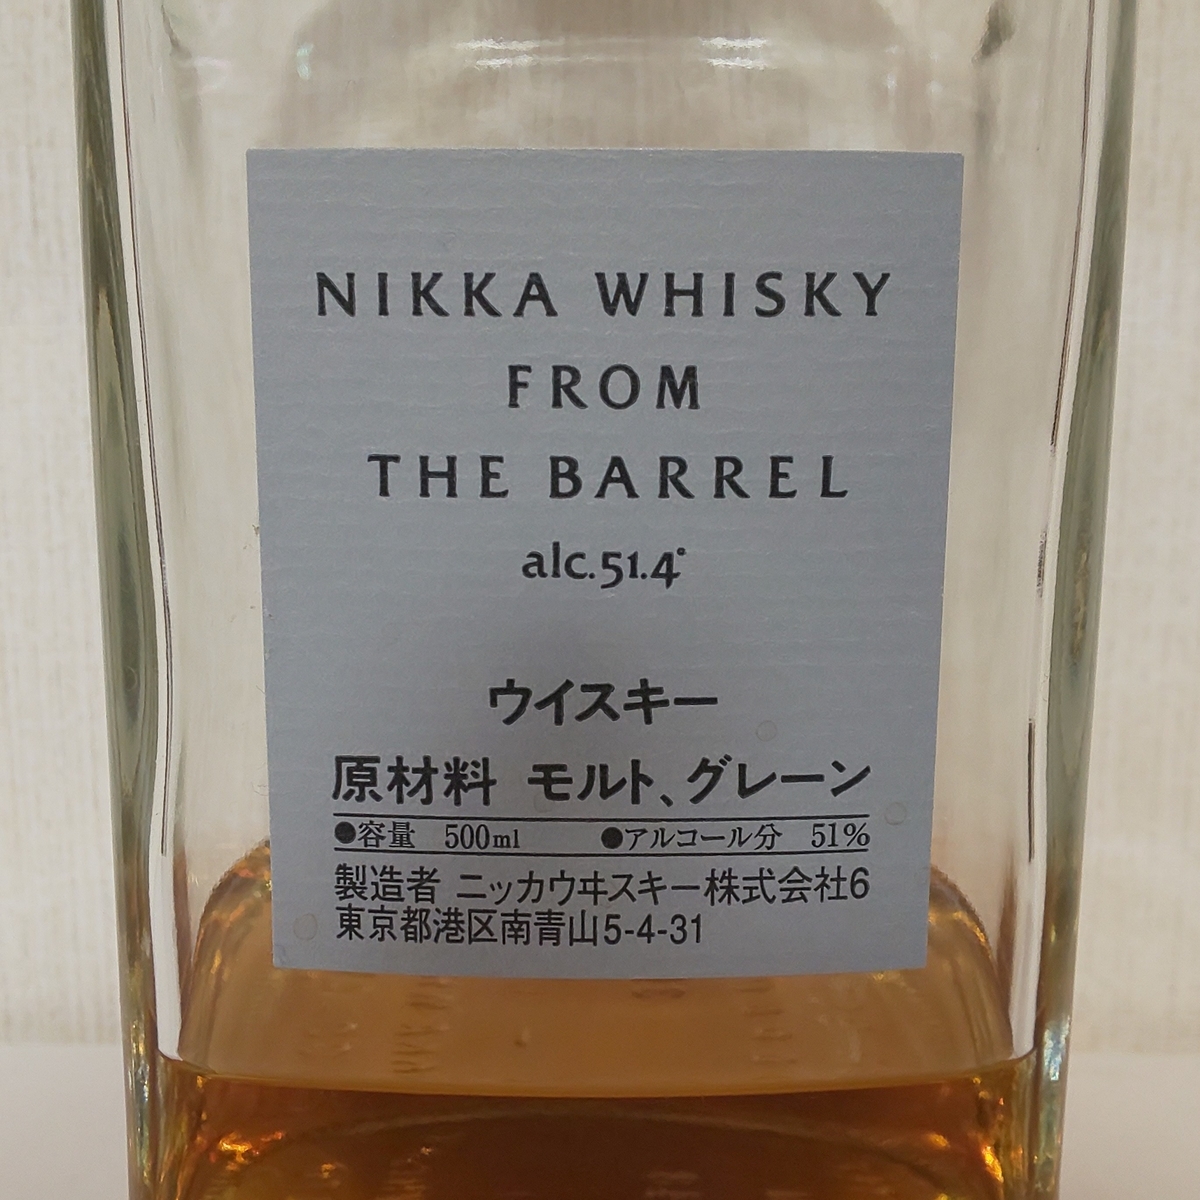 NIKKA WHISKY
FROM
THE BARREL
alc.51.4°
ウイスキー
原材料 モルト、グレーン
●容量 500ml ●アルコール分 51%
製造者 ニッカウヰスキー株式会社6
東京都港区南青山5-4-31